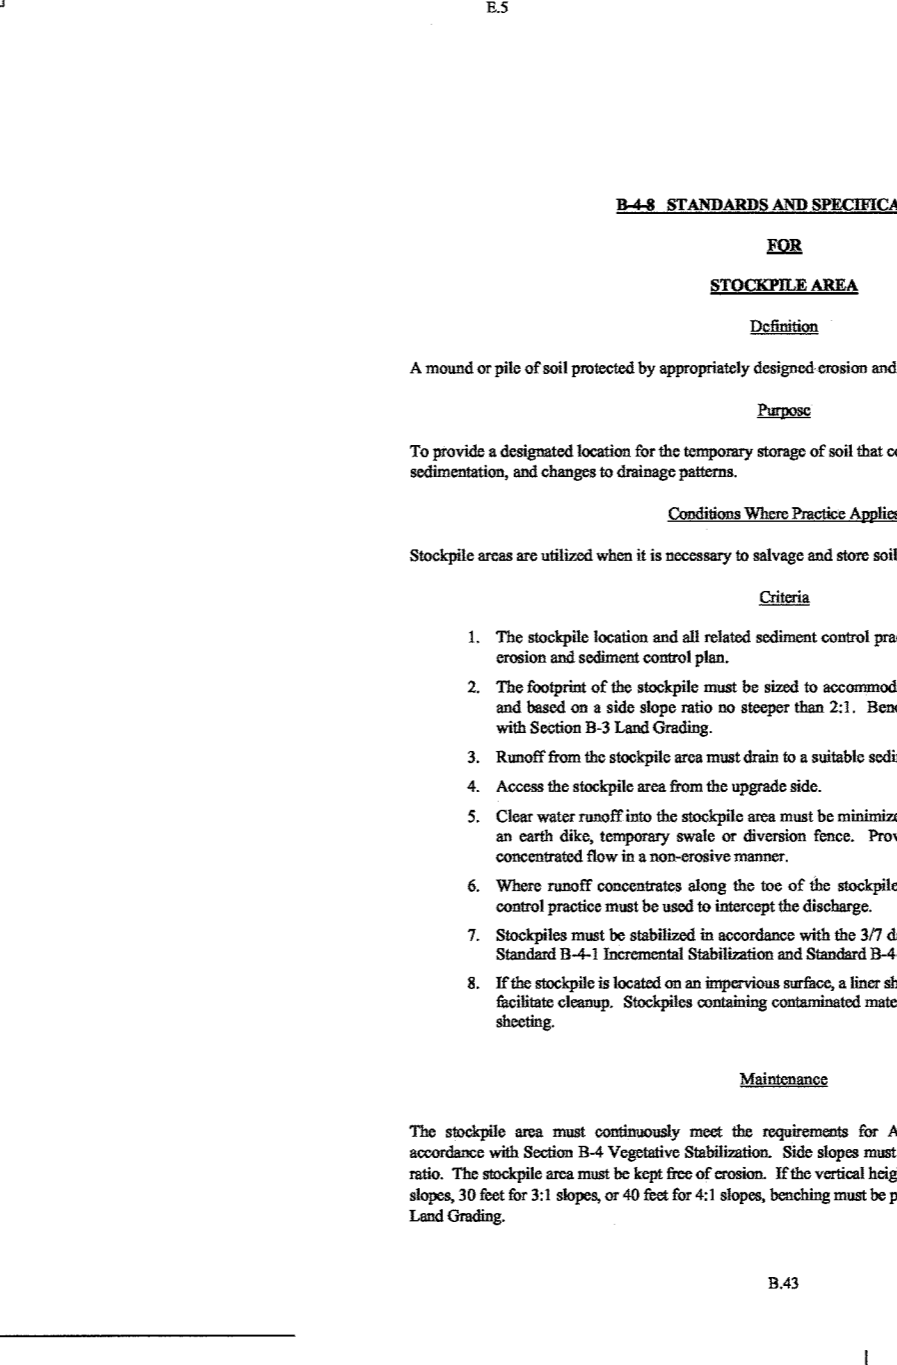 E.5
B-4-8 STANDARDS AND SPECIFICA
FOR
STOCKPILE AREA
Definition
A mound or pile of soil protected by appropriately designed erosion and
Purpose
To provide a designated location for the temporary storage of soil that c
sedimentation, and changes to drainage patterns.
Conditions Where Practice Applies
Stockpile areas are utilized when it is necessary to salvage and store soil
Criteria
1. The stockpile location and all related sediment control pra
erosion and sediment control plan.
2. The footprint of the stockpile must be sized to accommod
and based on a side slope ratio no steeper than 2:1. Ben
with Section B-3 Land Grading.
3. Runoff from the stockpile area must drain to a suitable sedi
4. Access the stockpile area from the upgrade side.
5. Clear water runoff into the stockpile area must be minimiz
an earth dike, temporary swale or diversion fence. Prov
concentrated flow in a non-erosive manner.
6. Where runoff concentrates along the toe of the stockpile
control practice must be used to intercept the discharge.
7. Stockpiles must be stabilized in accordance with the 3/7 d
Standard B-4-1 Incremental Stabilization and Standard B-4
8. If the stockpile is located on an impervious surface, a liner sh
facilitate cleanup. Stockpiles containing contaminated mate
sheeting.
Maintenance
The stockpile area must continuously meet the requirements for A
accordance with Section B-4 Vegetative Stabilization. Side slopes must
ratio. The stockpile area must be kept free of erosion. If the vertical heig
slopes, 30 feet for 3:1 slopes, or 40 feet for 4:1 slopes, benching must be p
Land Grading.
B.43